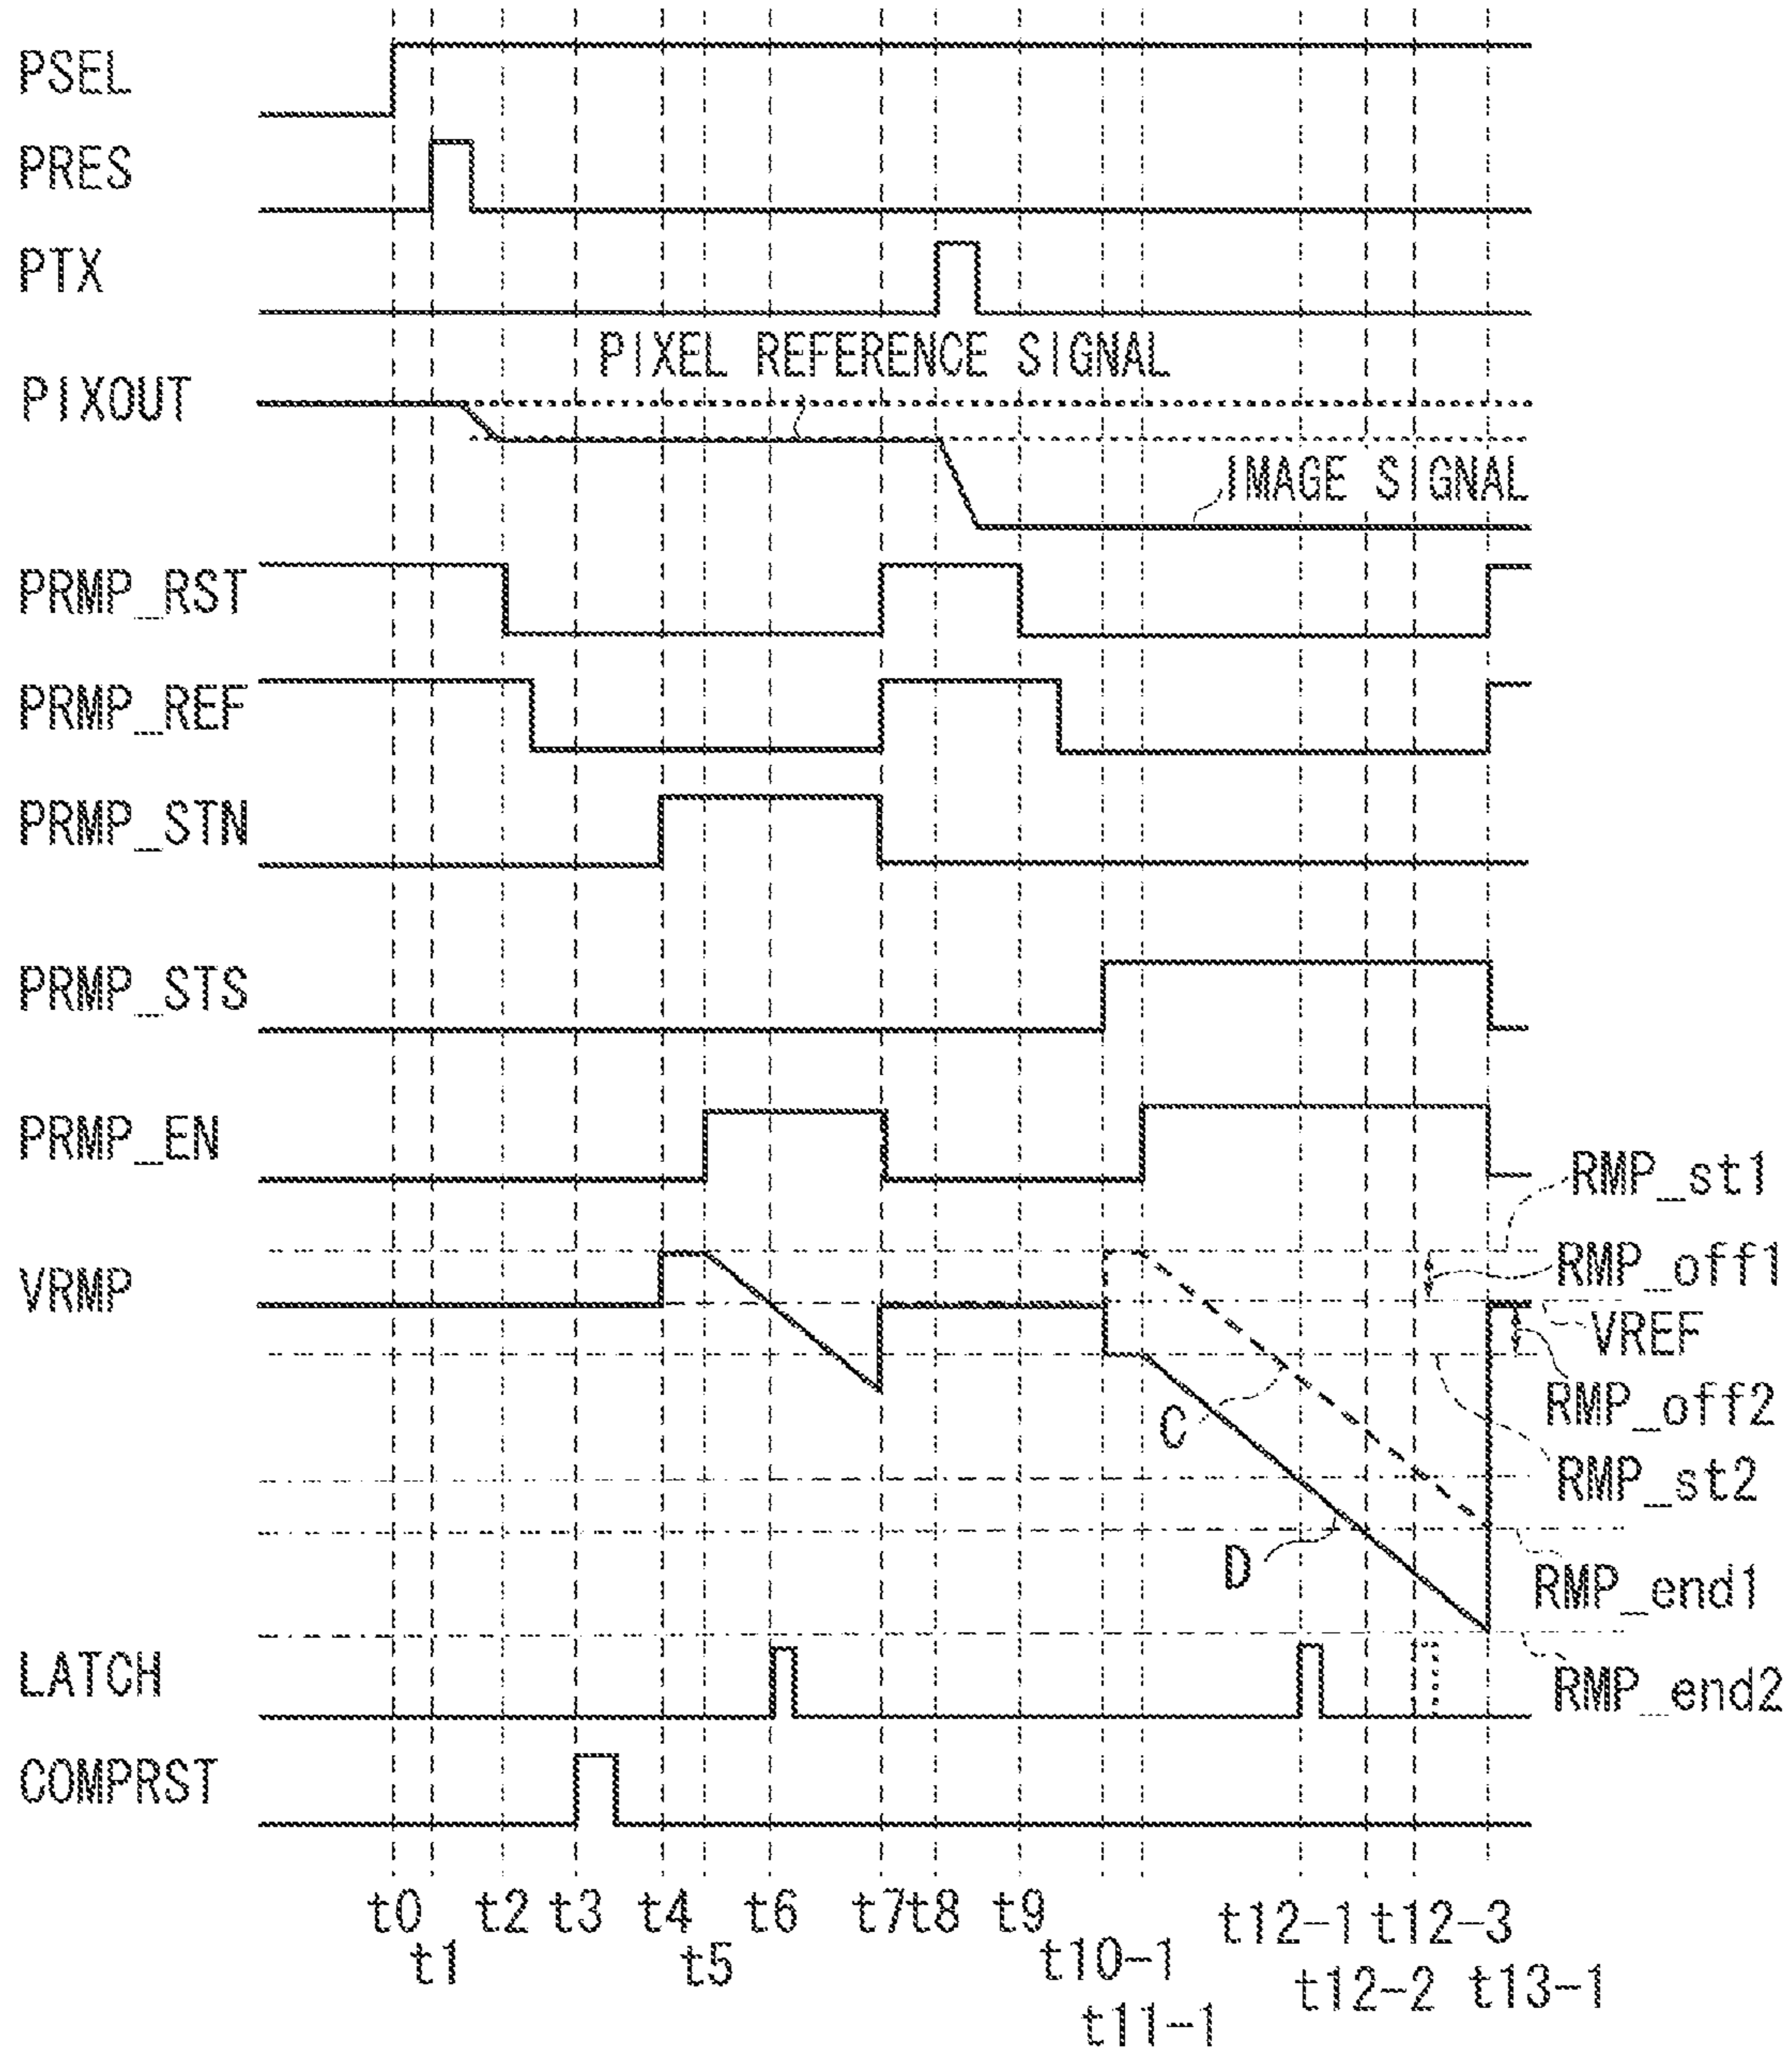 PSEL
PRES
PTX
PIXEL REFERENCE SIGNAL
PIXOUT
IMAGE SIGNAL
PRMP_RST
PRMP_REF
PRMP_STN
PRMP_STS
PRMP_EN
RMP_st1
RMP_off1
VRMP
VREF
RMP_off2
C
RMP_st2
D
RMP_end1
LATCH
RMP_end2
COMPRST
t0 t2 t3 t4 t6 t7 t8 t9 t12-1 t12-3
t1 t5 t10-1 t12-2 t13-1
t11-1